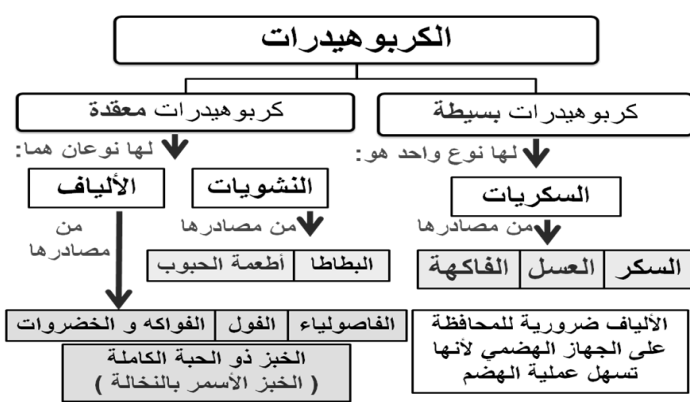 الكربوهيدرات
كربوهيدرات بسيطة
كربوهيدرات معقدة
لها نوع واحد هو:
لها نوعان هما:
السكريات
النشويات
الألياف
من مصادرها
من مصادرها
من
مصادرها
السكر
العسل
الفاكهة
البطاطا
أطعمة الحبوب
الفاصولياء
الفول
الفواكه و الخضروات
الخبز ذو الحبة الكاملة
( الخبز الأسمر بالنخالة )
الألياف ضرورية للمحافظة
على الجهاز الهضمي لأنها
تسهل عملية الهضم